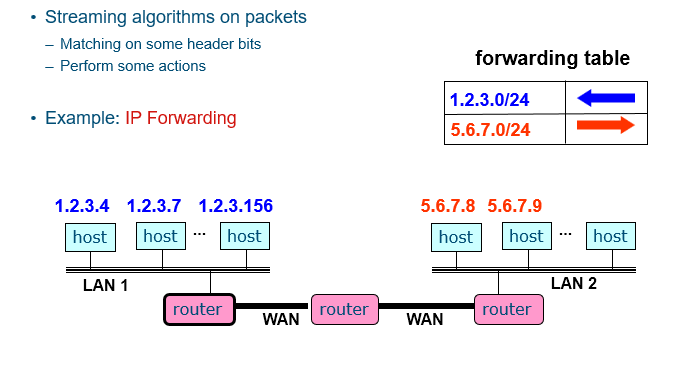 • Streaming algorithms on packets
– Matching on some header bits
– Perform some actions
forwarding table
1.2.3.0/24
5.6.7.0/24
• Example: IP Forwarding
1.2.3.4 1.2.3.7 1.2.3.156 5.6.7.8 5.6.7.9
host host ... host host host ... host
LAN 1 LAN 2
router WAN router WAN router